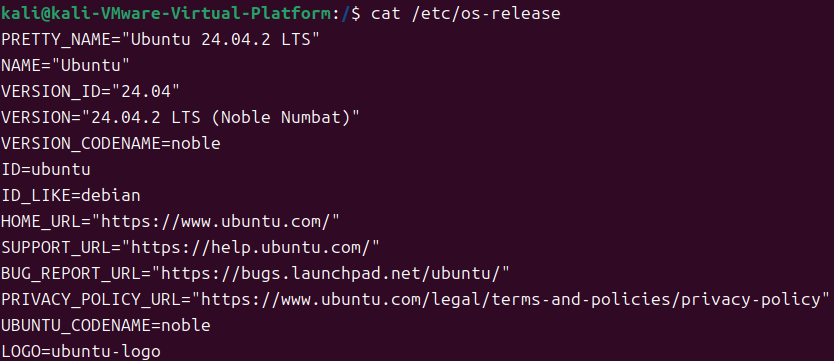 kali@kali-VMware-Virtual-Platform:/$ cat /etc/os-release
PRETTY_NAME="Ubuntu 24.04.2 LTS"
NAME="Ubuntu"
VERSION_ID="24.04"
VERSION="24.04.2 LTS (Noble Numbat)"
VERSION_CODENAME=noble
ID=ubuntu
ID_LIKE=debian
HOME_URL="https://www.ubuntu.com/"
SUPPORT_URL="https://help.ubuntu.com/"
BUG_REPORT_URL="https://bugs.launchpad.net/ubuntu/"
PRIVACY_POLICY_URL="https://www.ubuntu.com/legal/terms-and-policies/privacy-policy"
UBUNTU_CODENAME=noble
LOGO=ubuntu-logo